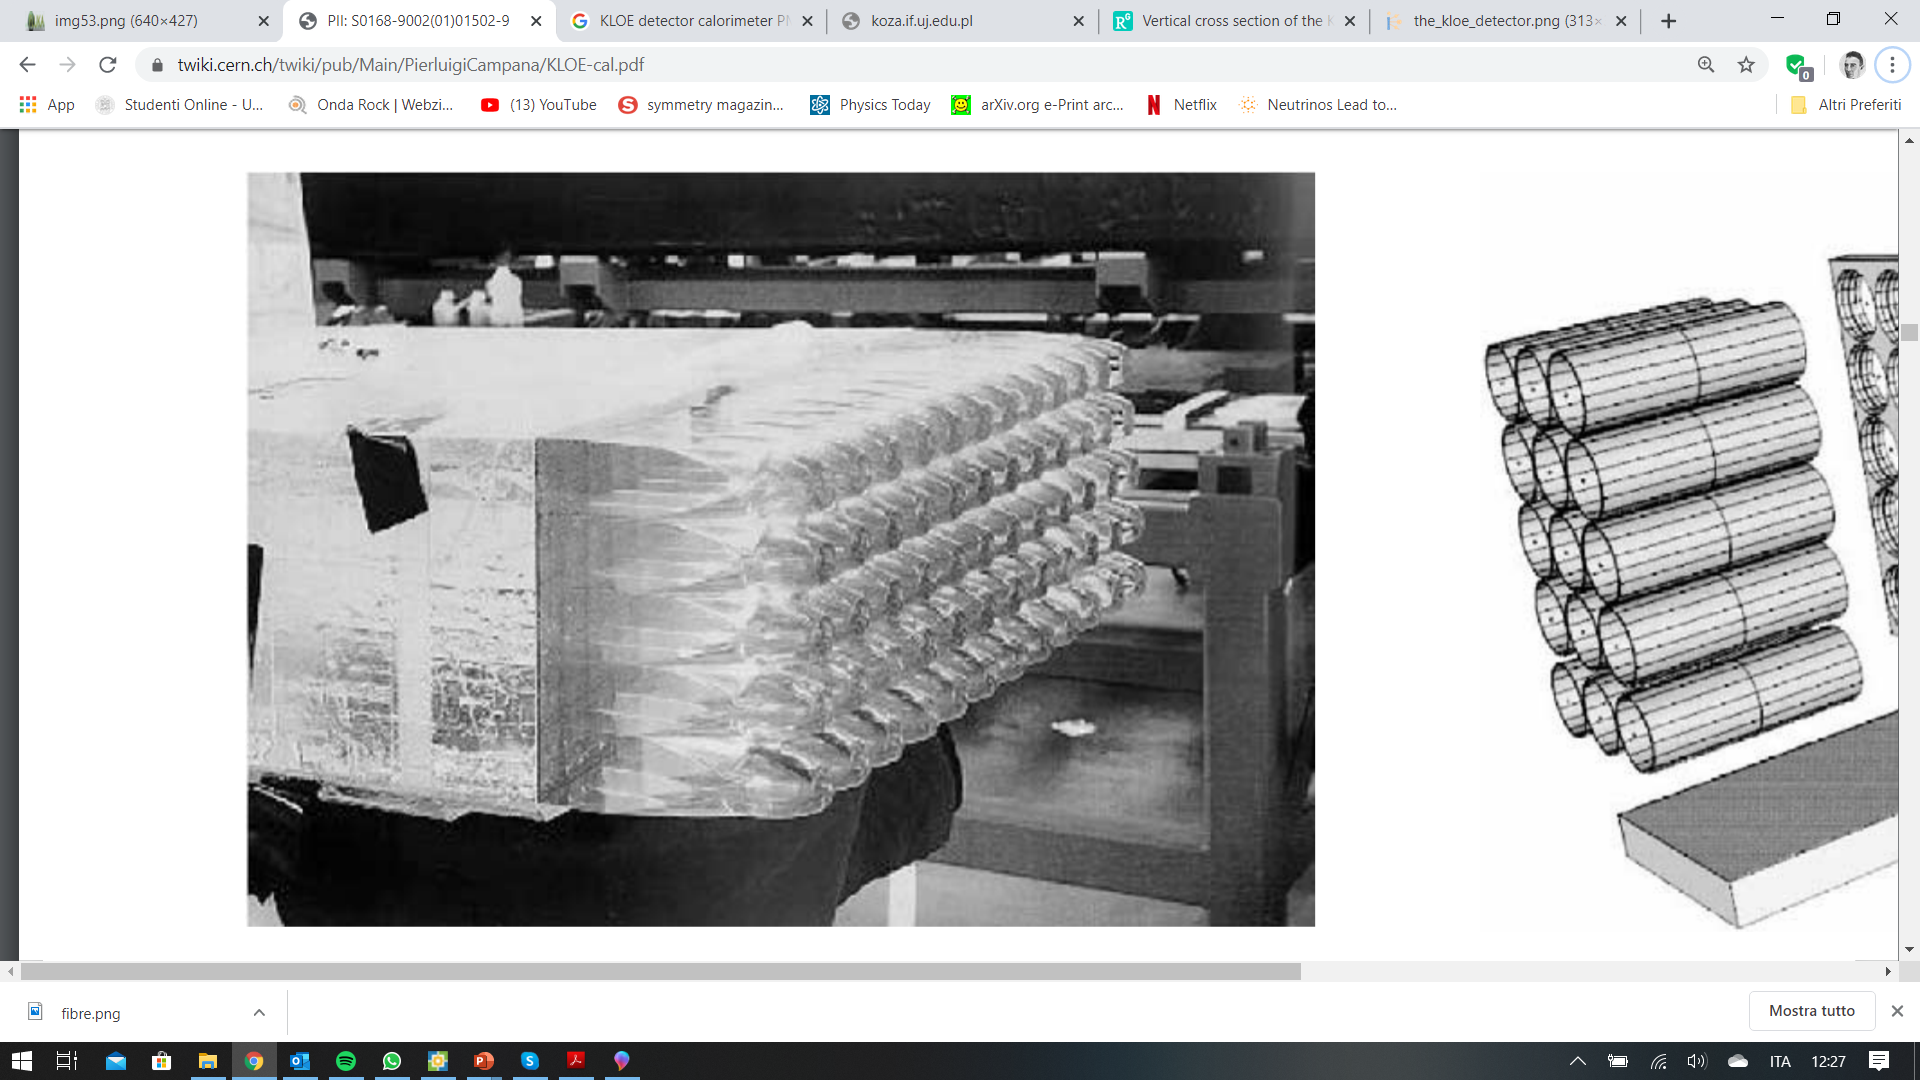 img53.png (640×427)
PII: S0168-9002(01)01502-9
KLOE detector calorimeter PM
koza.if.uj.edu.pl
Vertical cross section of the K
the_kloe_detector.png (313×
twiki.cern.ch/twiki/pub/Main/PierluigiCampana/KLOE-cal.pdf
0
App
Studenti Online - U...
Onda Rock | Webzi...
(13) YouTube
symmetry magazin...
Physics Today
arXiv.org e-Print arc...
Netflix
Neutrinos Lead to...
Altri Preferiti
fibre.png
Mostra tutto
ITA
12:27